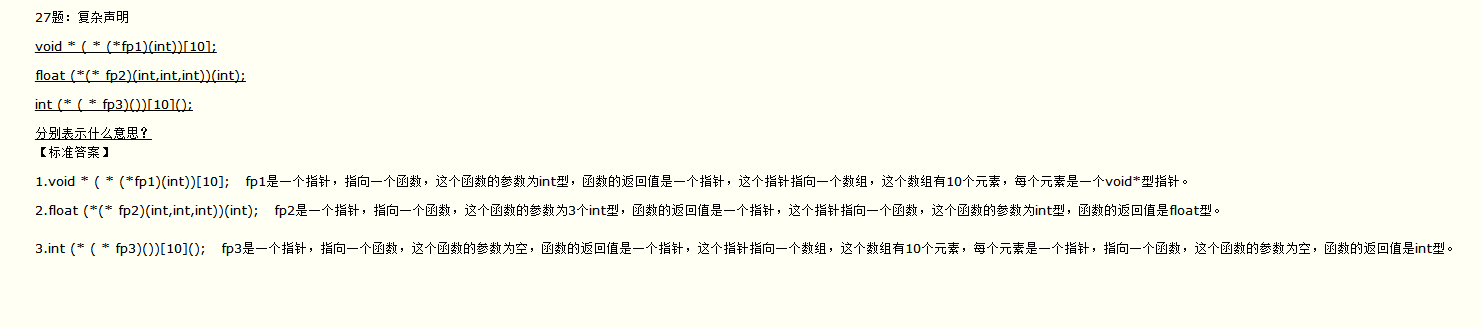 27题：复杂声明
void * ( * (*fp1)(int))[10];
float (*(* fp2)(int,int,int))(int);
int (* ( * fp3)())[10]();
分别表示什么意思？
【标准答案】
1.void * ( * (*fp1)(int))[10];   fp1是一个指针，指向一个函数，这个函数的参数为int型，函数的返回值是一个指针，这个指针指向一个数组，这个数组有10个元素，每个元素是一个void*型指针。
2.float (*(* fp2)(int,int,int))(int);   fp2是一个指针，指向一个函数，这个函数的参数为3个int型，函数的返回值是一个指针，这个指针指向一个函数，这个函数的参数为int型，函数的返回值是float型。
3.int (* ( * fp3)())[10]();   fp3是一个指针，指向一个函数，这个函数的参数为空，函数的返回值是一个指针，这个指针指向一个数组，这个数组有10个元素，每个元素是一个指针，指向一个函数，这个函数的参数为空，函数的返回值是int型。